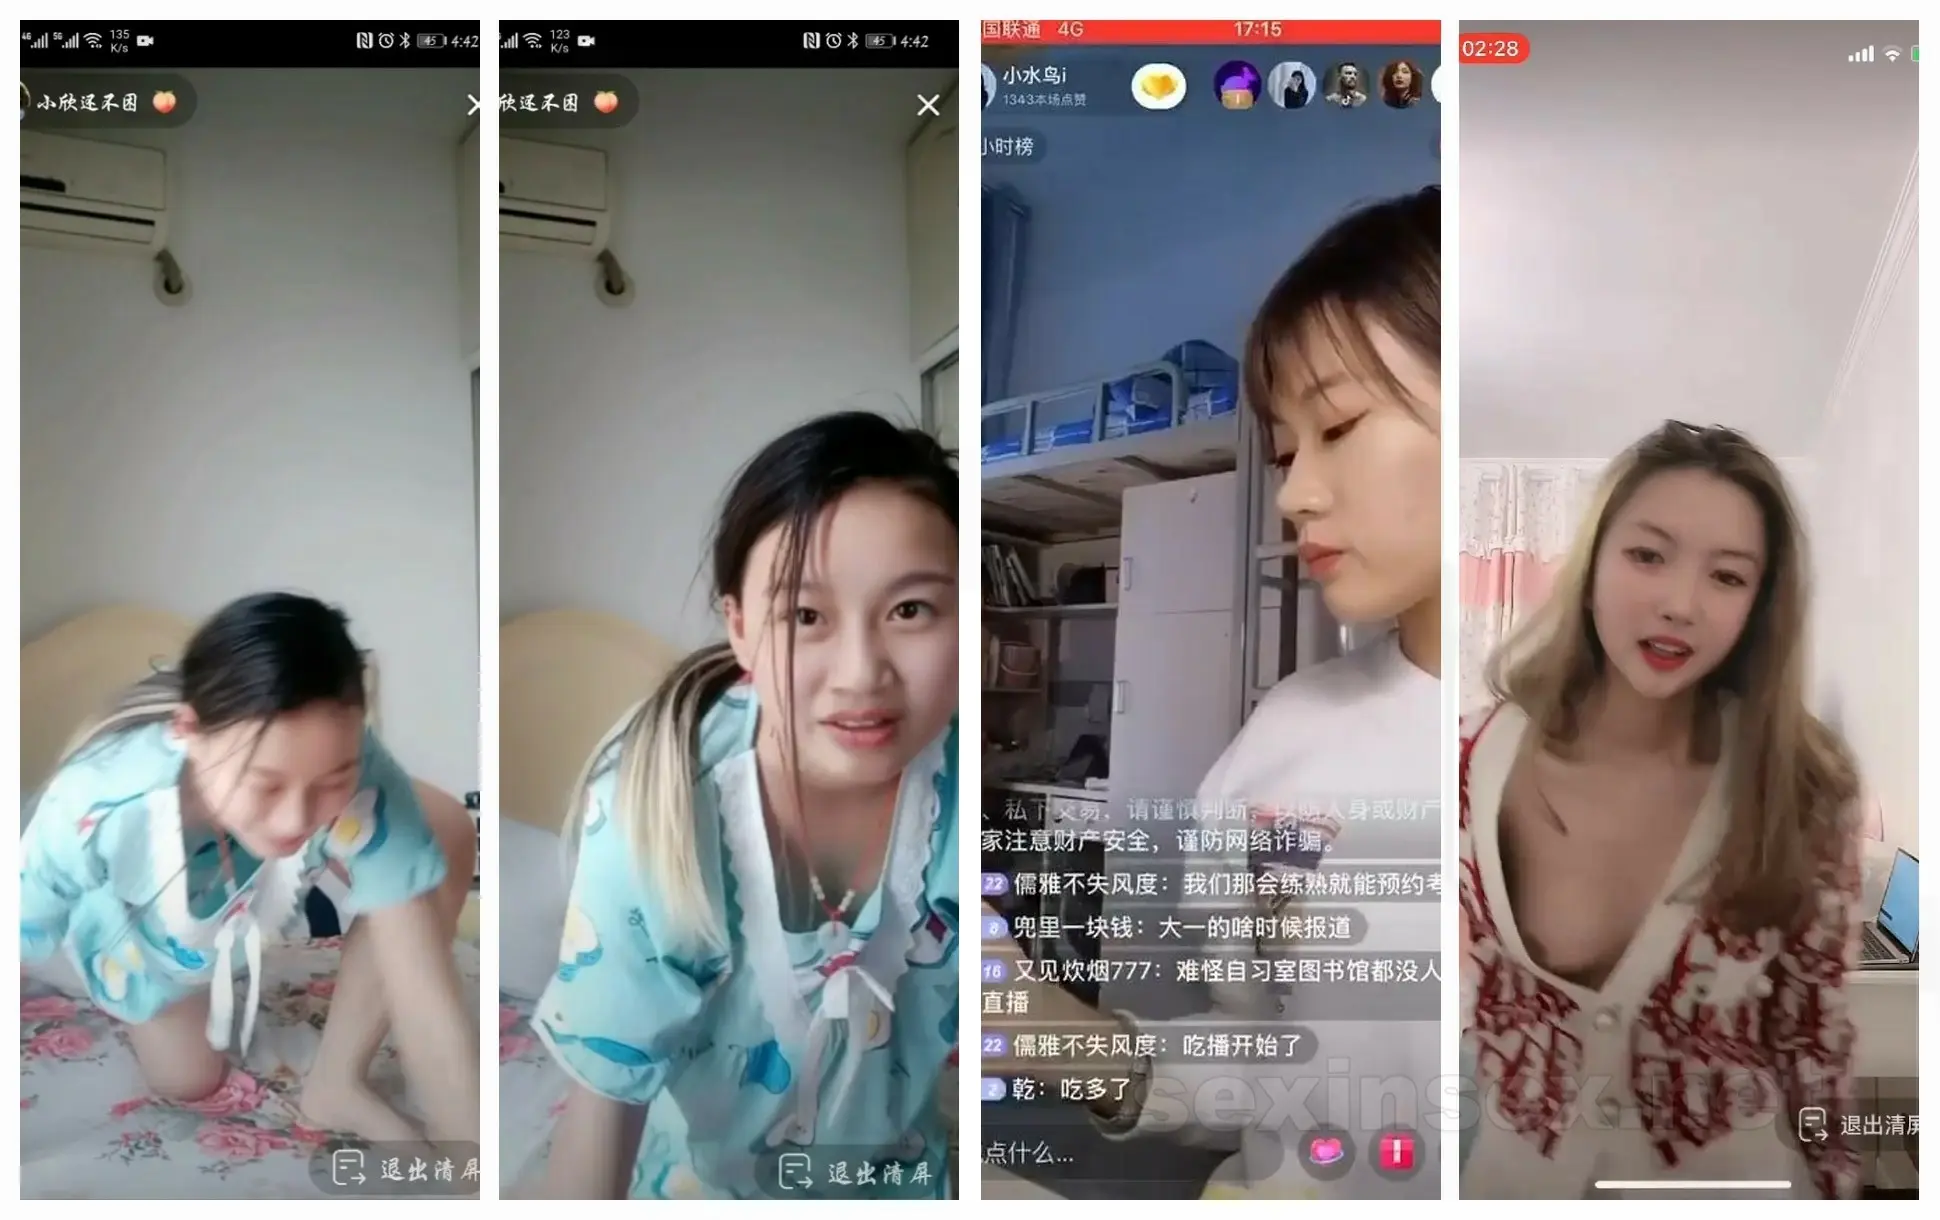 135
K/s
45
4:42
小欣还不困
退出清屏
123
K/s
45
4:42
欣还不困
退出清屏
国联通 4G
17:15
小水鸟i
1343本场点赞
小时榜
、私下交易，请谨慎判断，以防人身或财产
家注意财产安全，谨防网络诈骗。
22 儒雅不失风度：我们那会练熟就能预约考
8 兜里一块钱：大一的啥时候报道
16 又见炊烟777：难怪自习室图书馆都没人
直播
22 儒雅不失风度：吃播开始了
2 乾：吃多了
点什么...
02:28
退出清屏
sexinsex.net